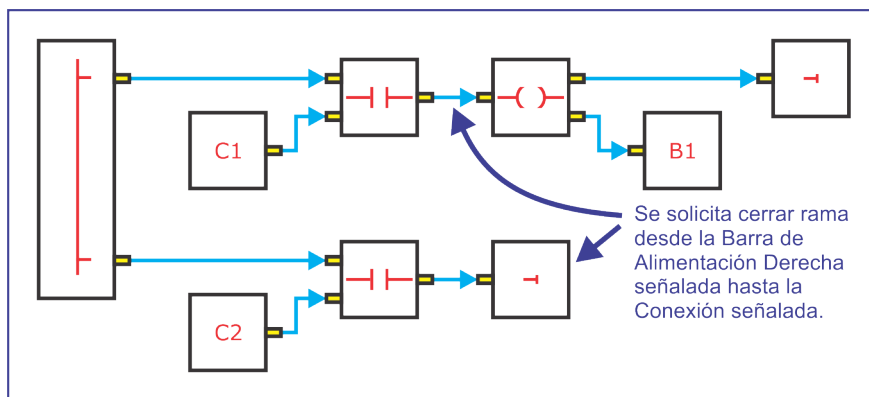 C1
B1
Se solicita cerrar rama
desde la Barra de
Alimentación Derecha
señalada hasta la
Conexión señalada.
C2